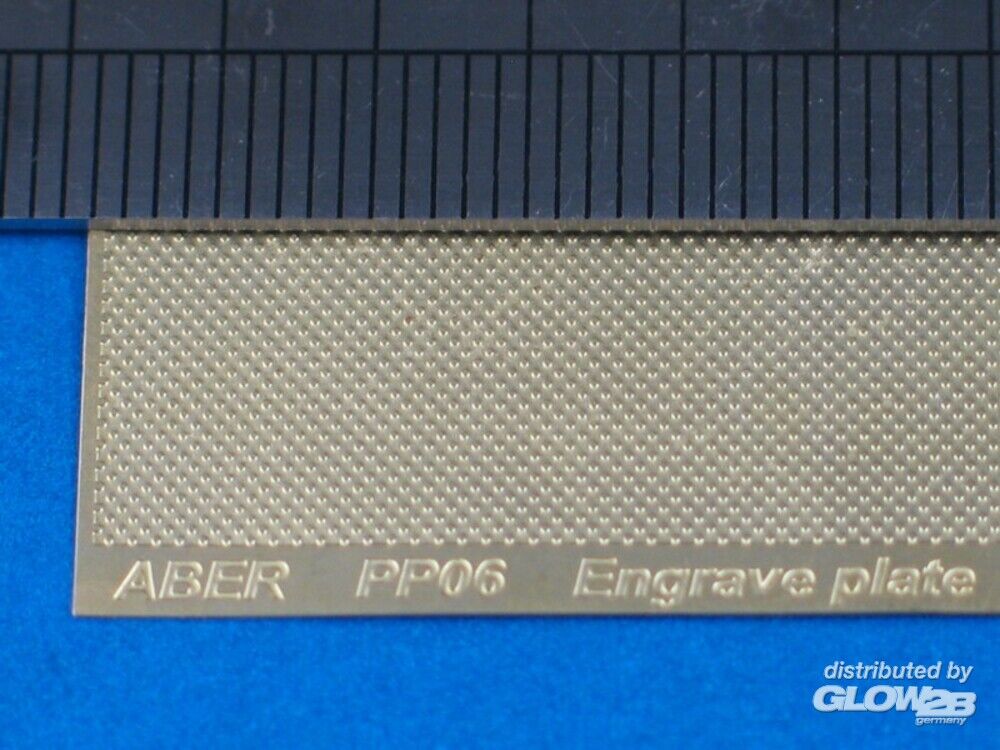 ABER PP06 Engrave plate
distributed by
GLOW2B
germany